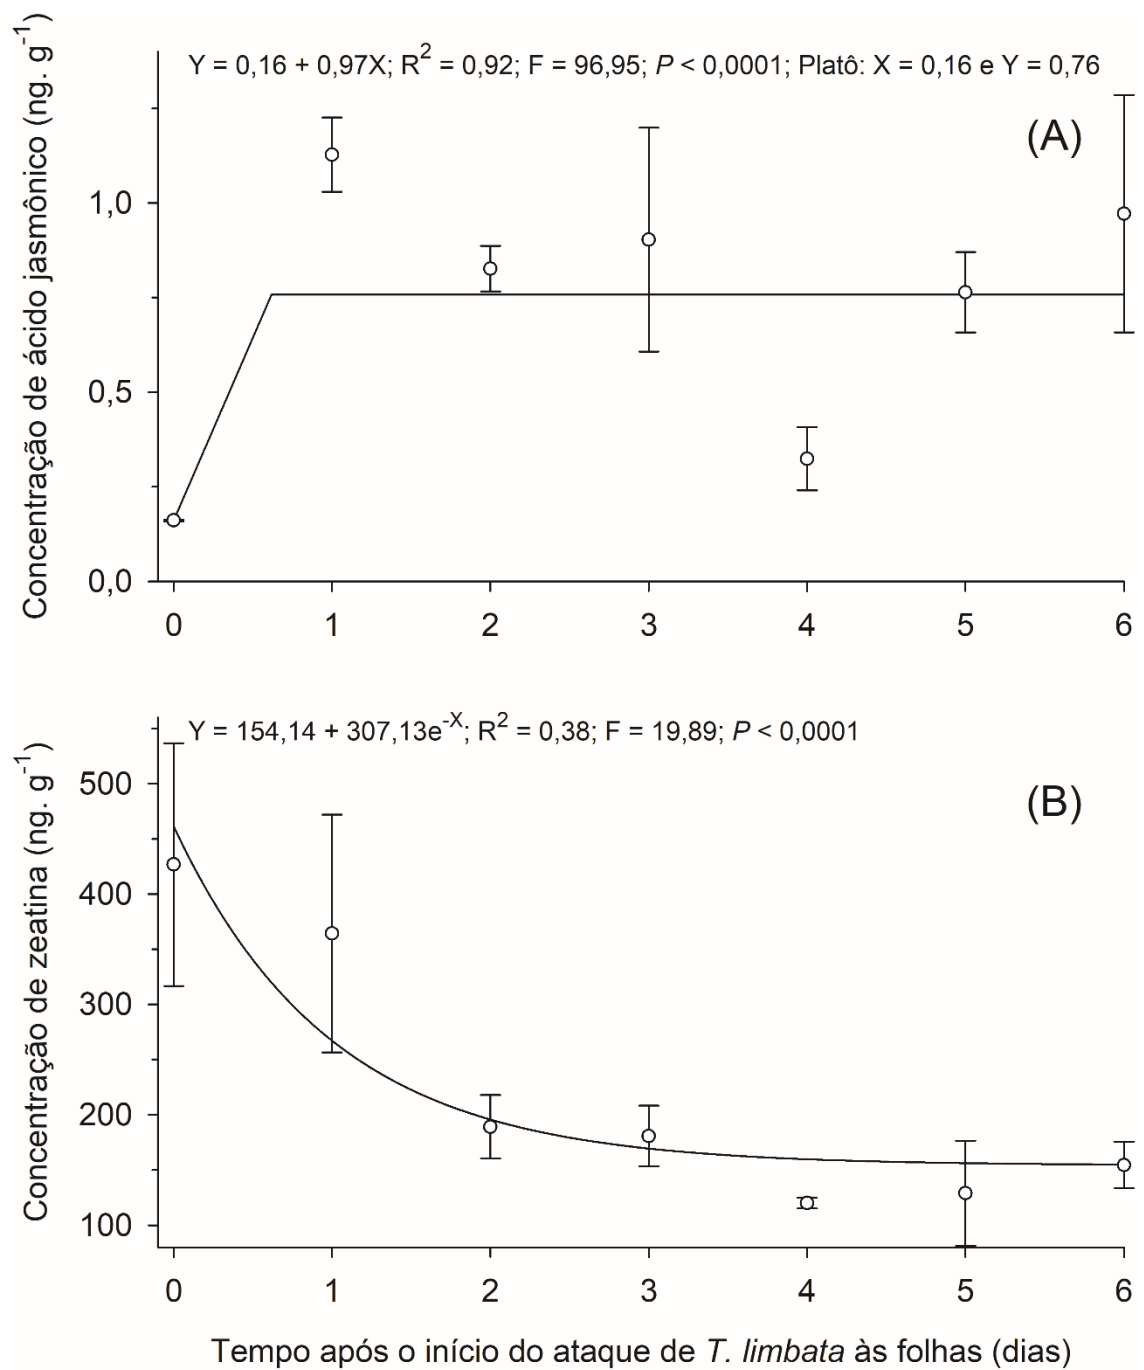 Y = 0,16 + 0,97X; R² = 0,92; F = 96,95; P < 0,0001; Platô: X = 0,16 e Y = 0,76
(A)
Concentração de ácido jasmônico (ng. g⁻¹)
1,0
0,5
0,0
0 1 2 3 4 5 6
Y = 154,14 + 307,13e⁻ˣ; R² = 0,38; F = 19,89; P < 0,0001
(B)
Concentração de zeatina (ng. g⁻¹)
500
400
300
200
100
0 1 2 3 4 5 6
Tempo após o início do ataque de T. limbata às folhas (dias)